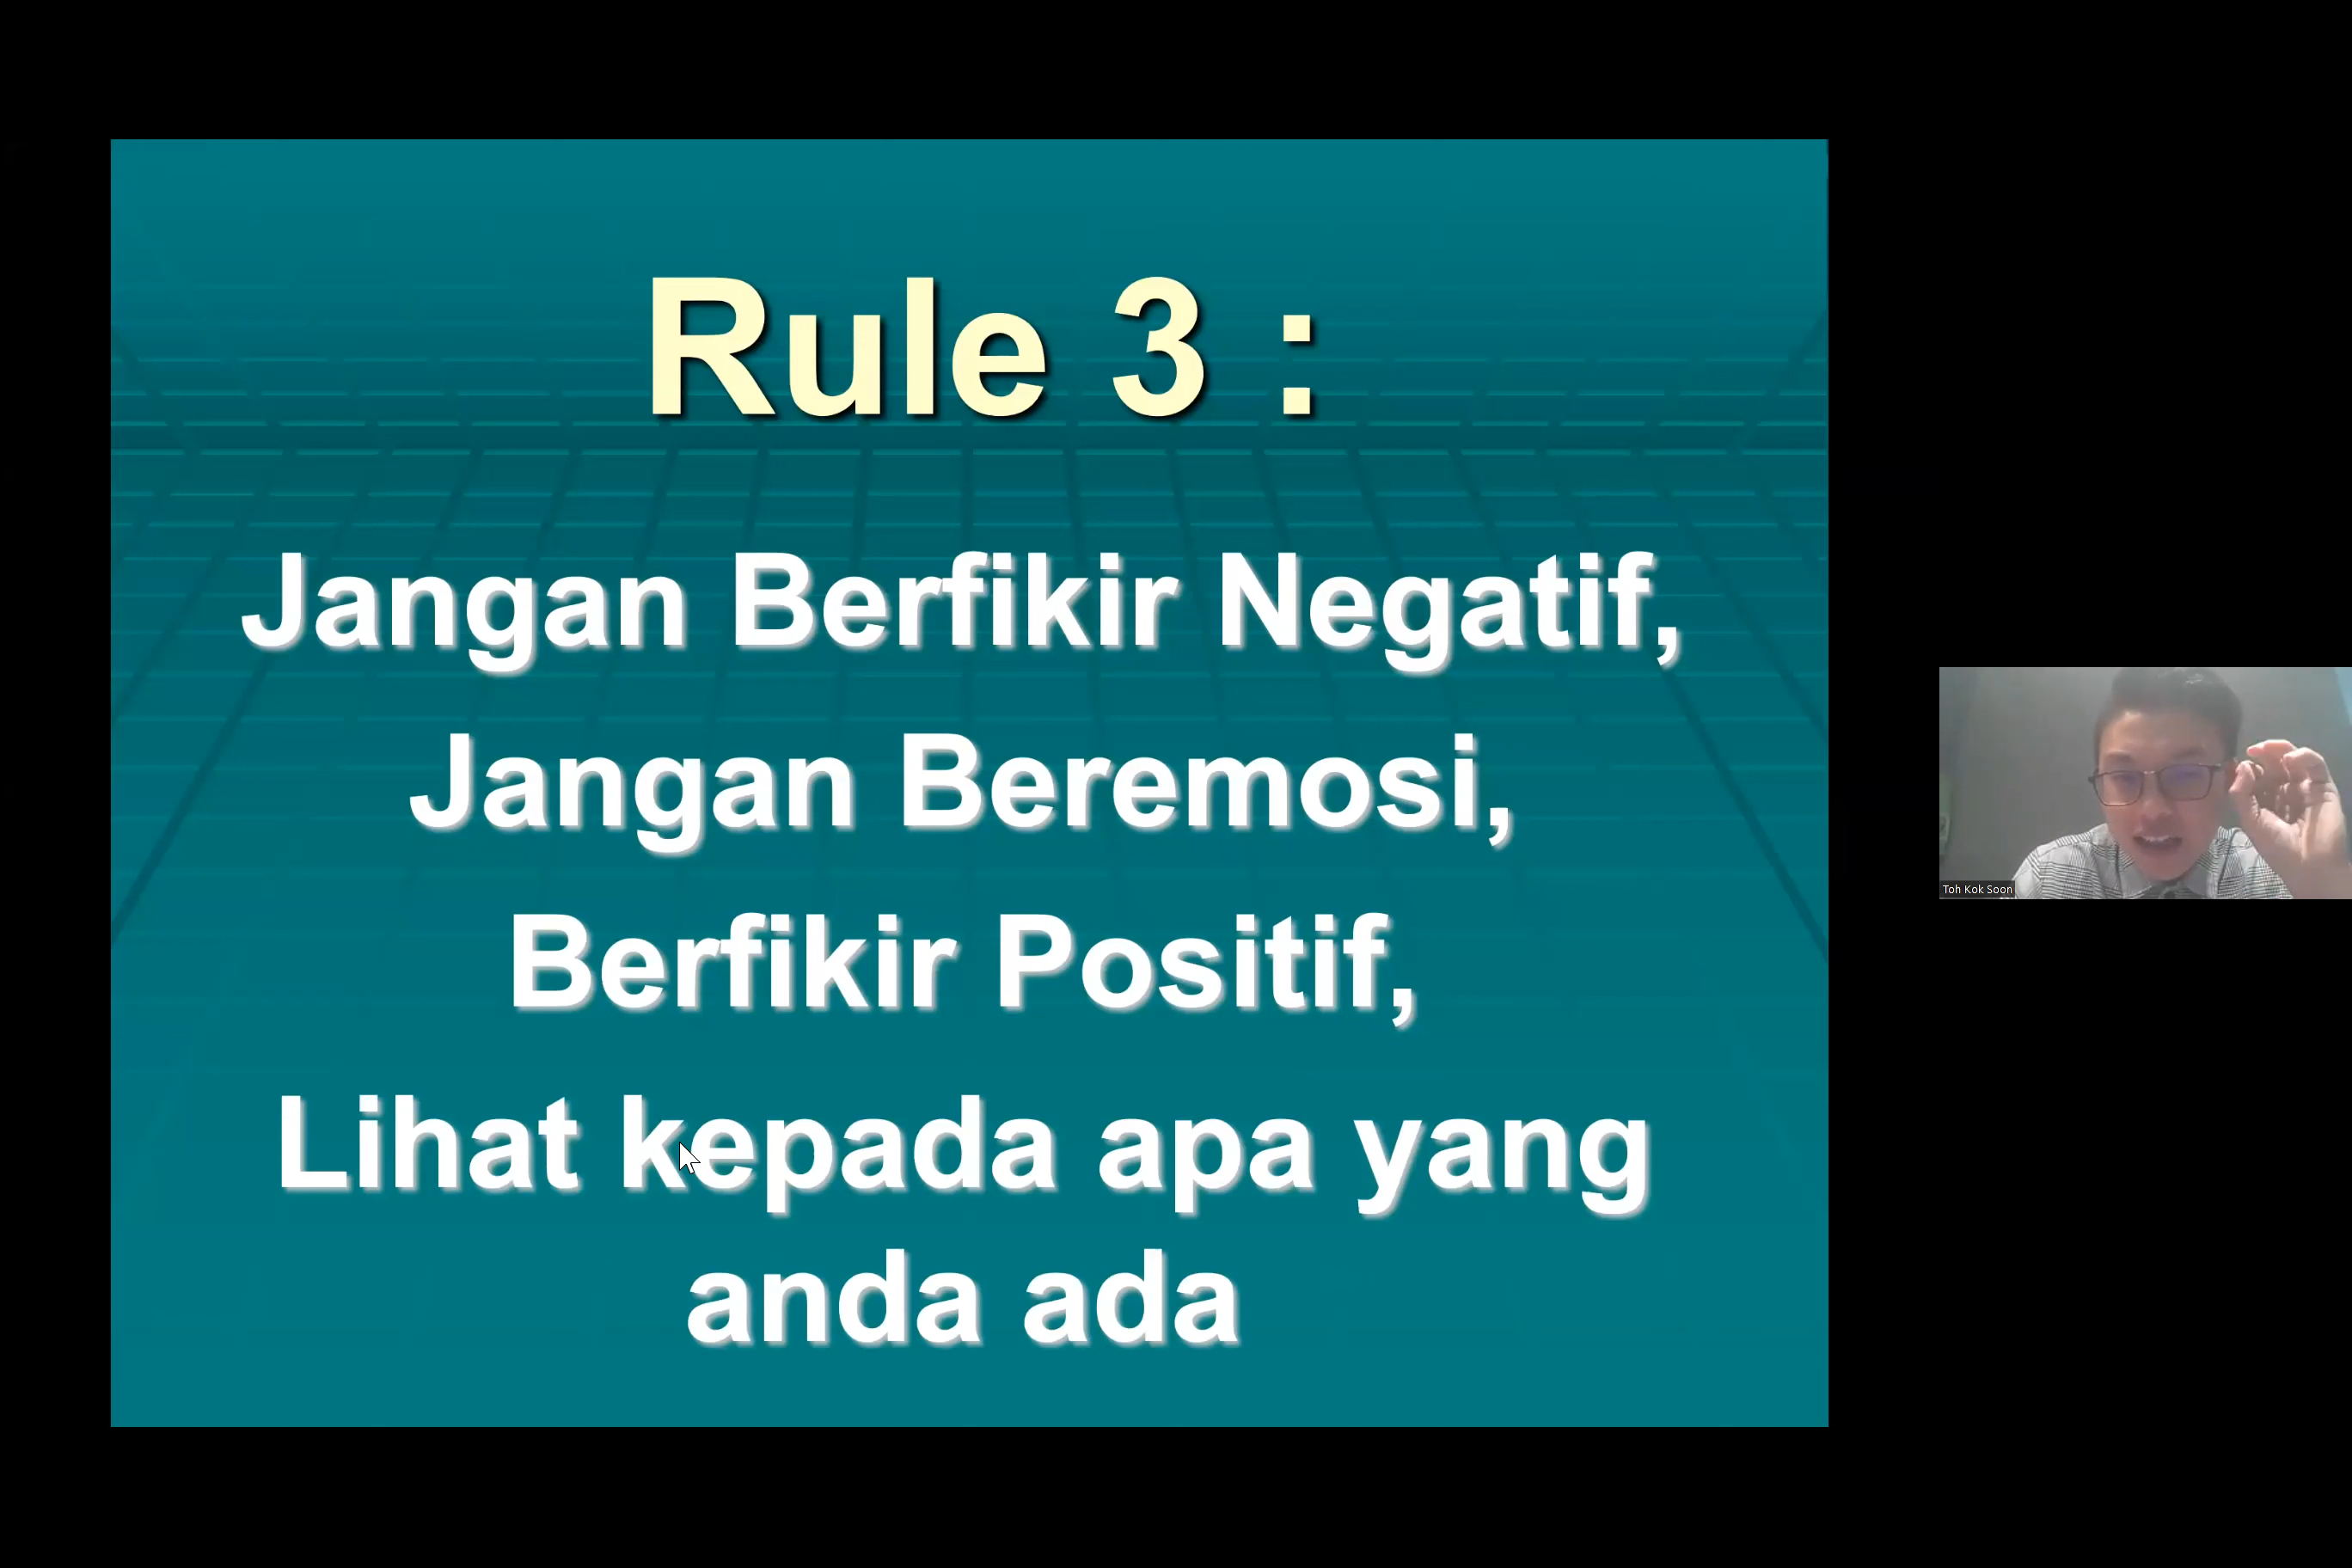 Rule 3 :
Jangan Berfikir Negatif,
Jangan Beremosi,
Berfikir Positif,
Lihat kepada apa yang
anda ada
Toh Kok Soon